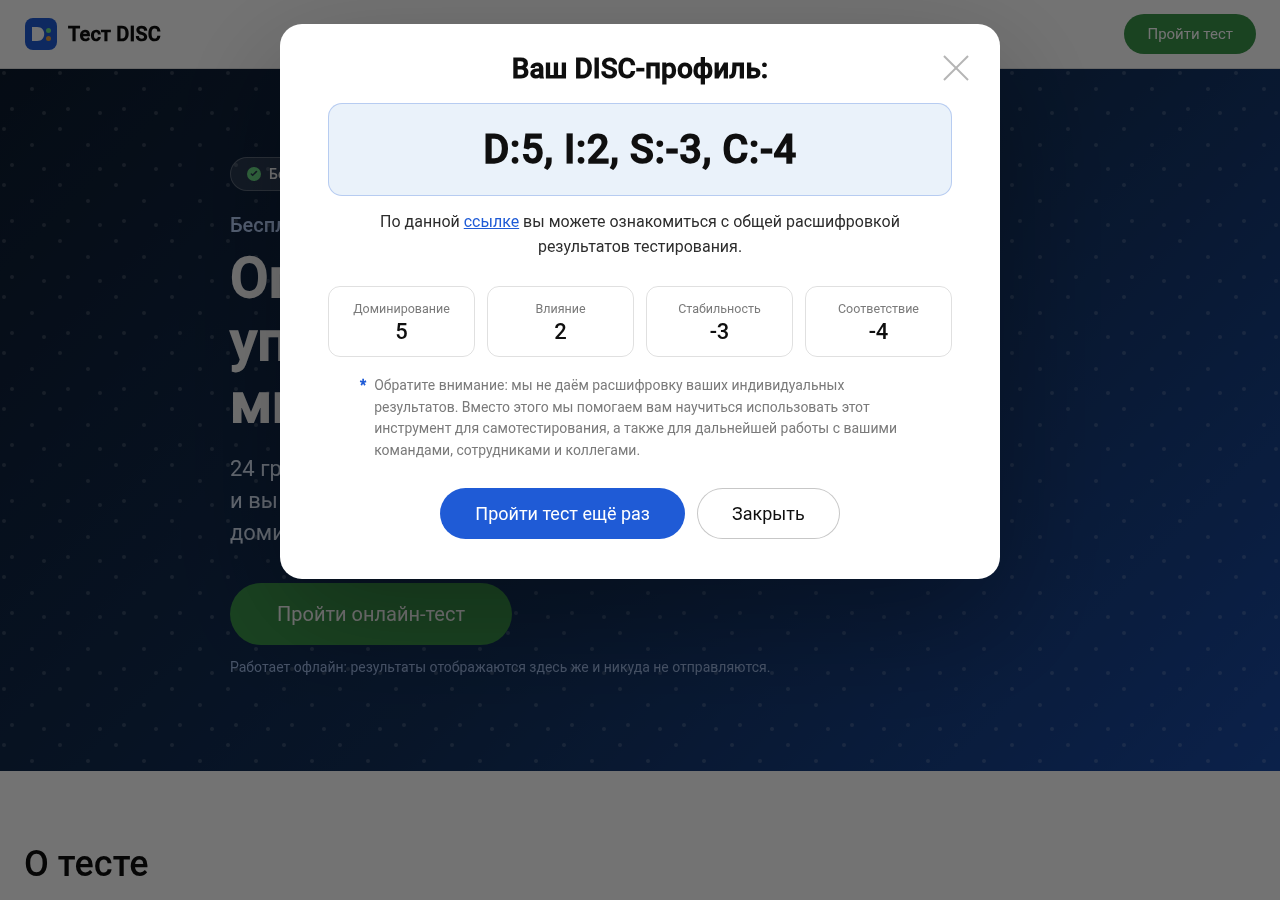 Тест DISC
Пройти тест
Ваш DISC-профиль:
D:5, I:2, S:-3, C:-4
По данной ссылке вы можете ознакомиться с общей расшифровкой
результатов тестирования.
Доминирование
5
Влияние
2
Стабильность
-3
Соответствие
-4
* Обратите внимание: мы не даём расшифровку ваших индивидуальных
результатов. Вместо этого мы помогаем вам научиться использовать этот
инструмент для самотестирования, а также для дальнейшей работы с вашими
командами, сотрудниками и коллегами.
Пройти тест ещё раз
Закрыть
24 гр
и вы
Пройти онлайн-тест
Работает офлайн: результаты отображаются здесь же и никуда не отправляются.
О тесте